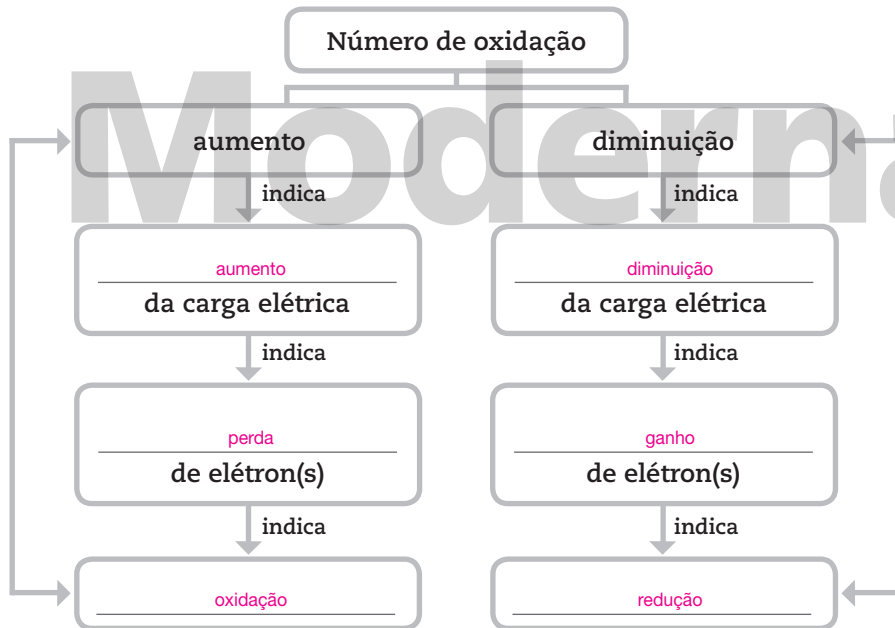 Número de oxidação
Moderna
aumento
diminuição
indica
indica
aumento
da carga elétrica
diminuição
da carga elétrica
indica
indica
perda
de elétron(s)
ganho
de elétron(s)
indica
indica
oxidação
redução